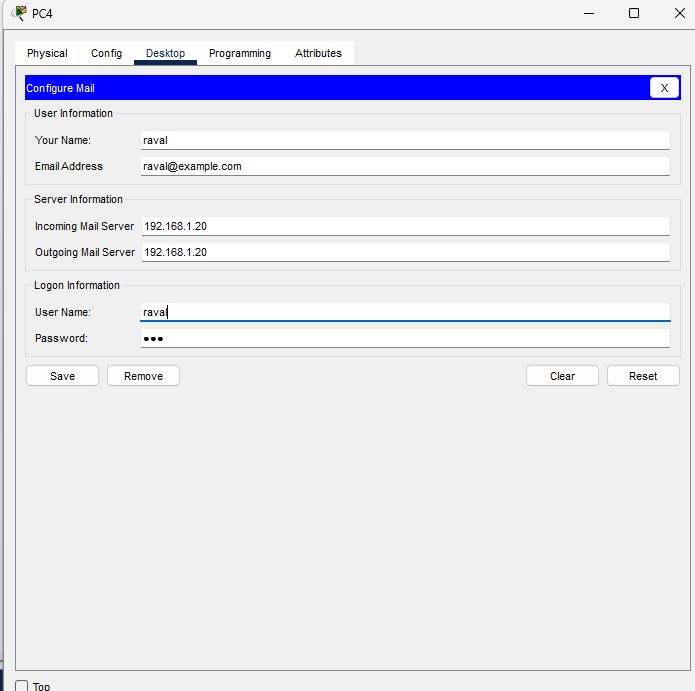 PC4
Physical Config Desktop Programming Attributes
Configure Mail X
User Information
Your Name: raval
Email Address raval@example.com
Server Information
Incoming Mail Server 192.168.1.20
Outgoing Mail Server 192.168.1.20
Logon Information
User Name: raval
Password: ●●●
Save Remove Clear Reset
Top